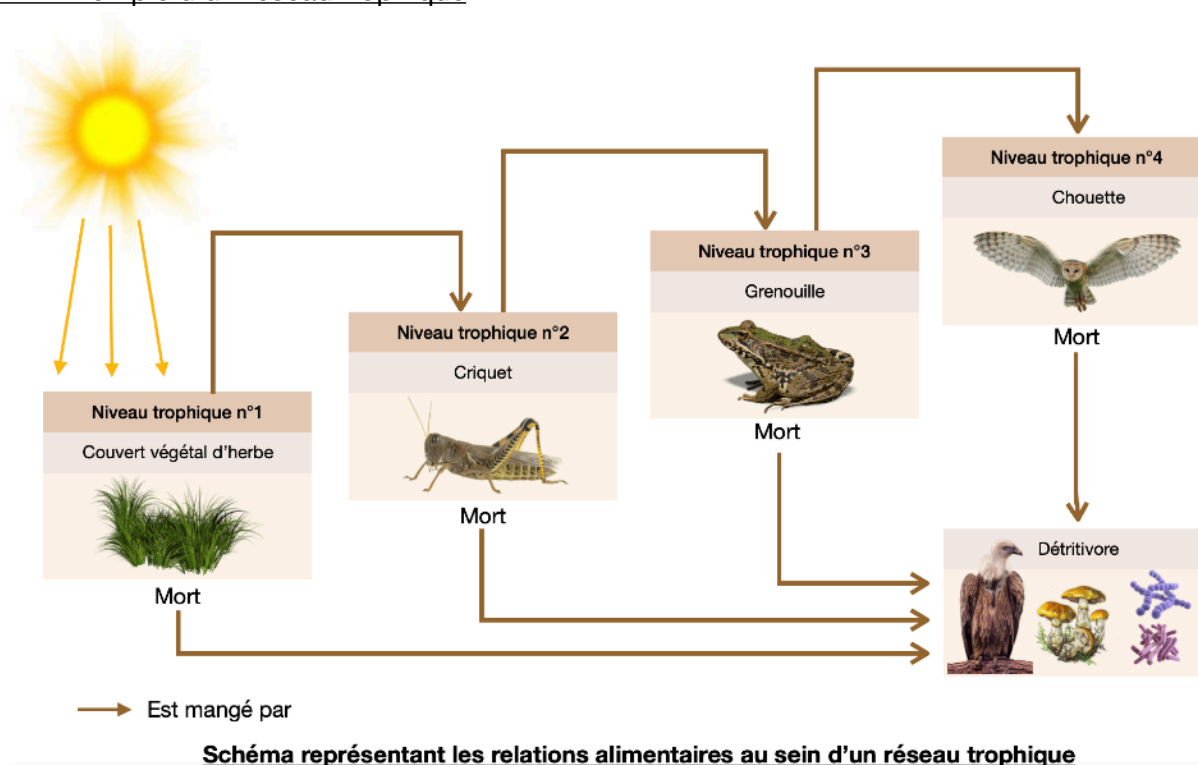 Niveau trophique n°4
Chouette
Mort
Niveau trophique n°3
Grenouille
Mort
Niveau trophique n°2
Criquet
Mort
Niveau trophique n°1
Couvert végétal d’herbe
Mort
Détritivore
Est mangé par
Schéma représentant les relations alimentaires au sein d’un réseau trophique